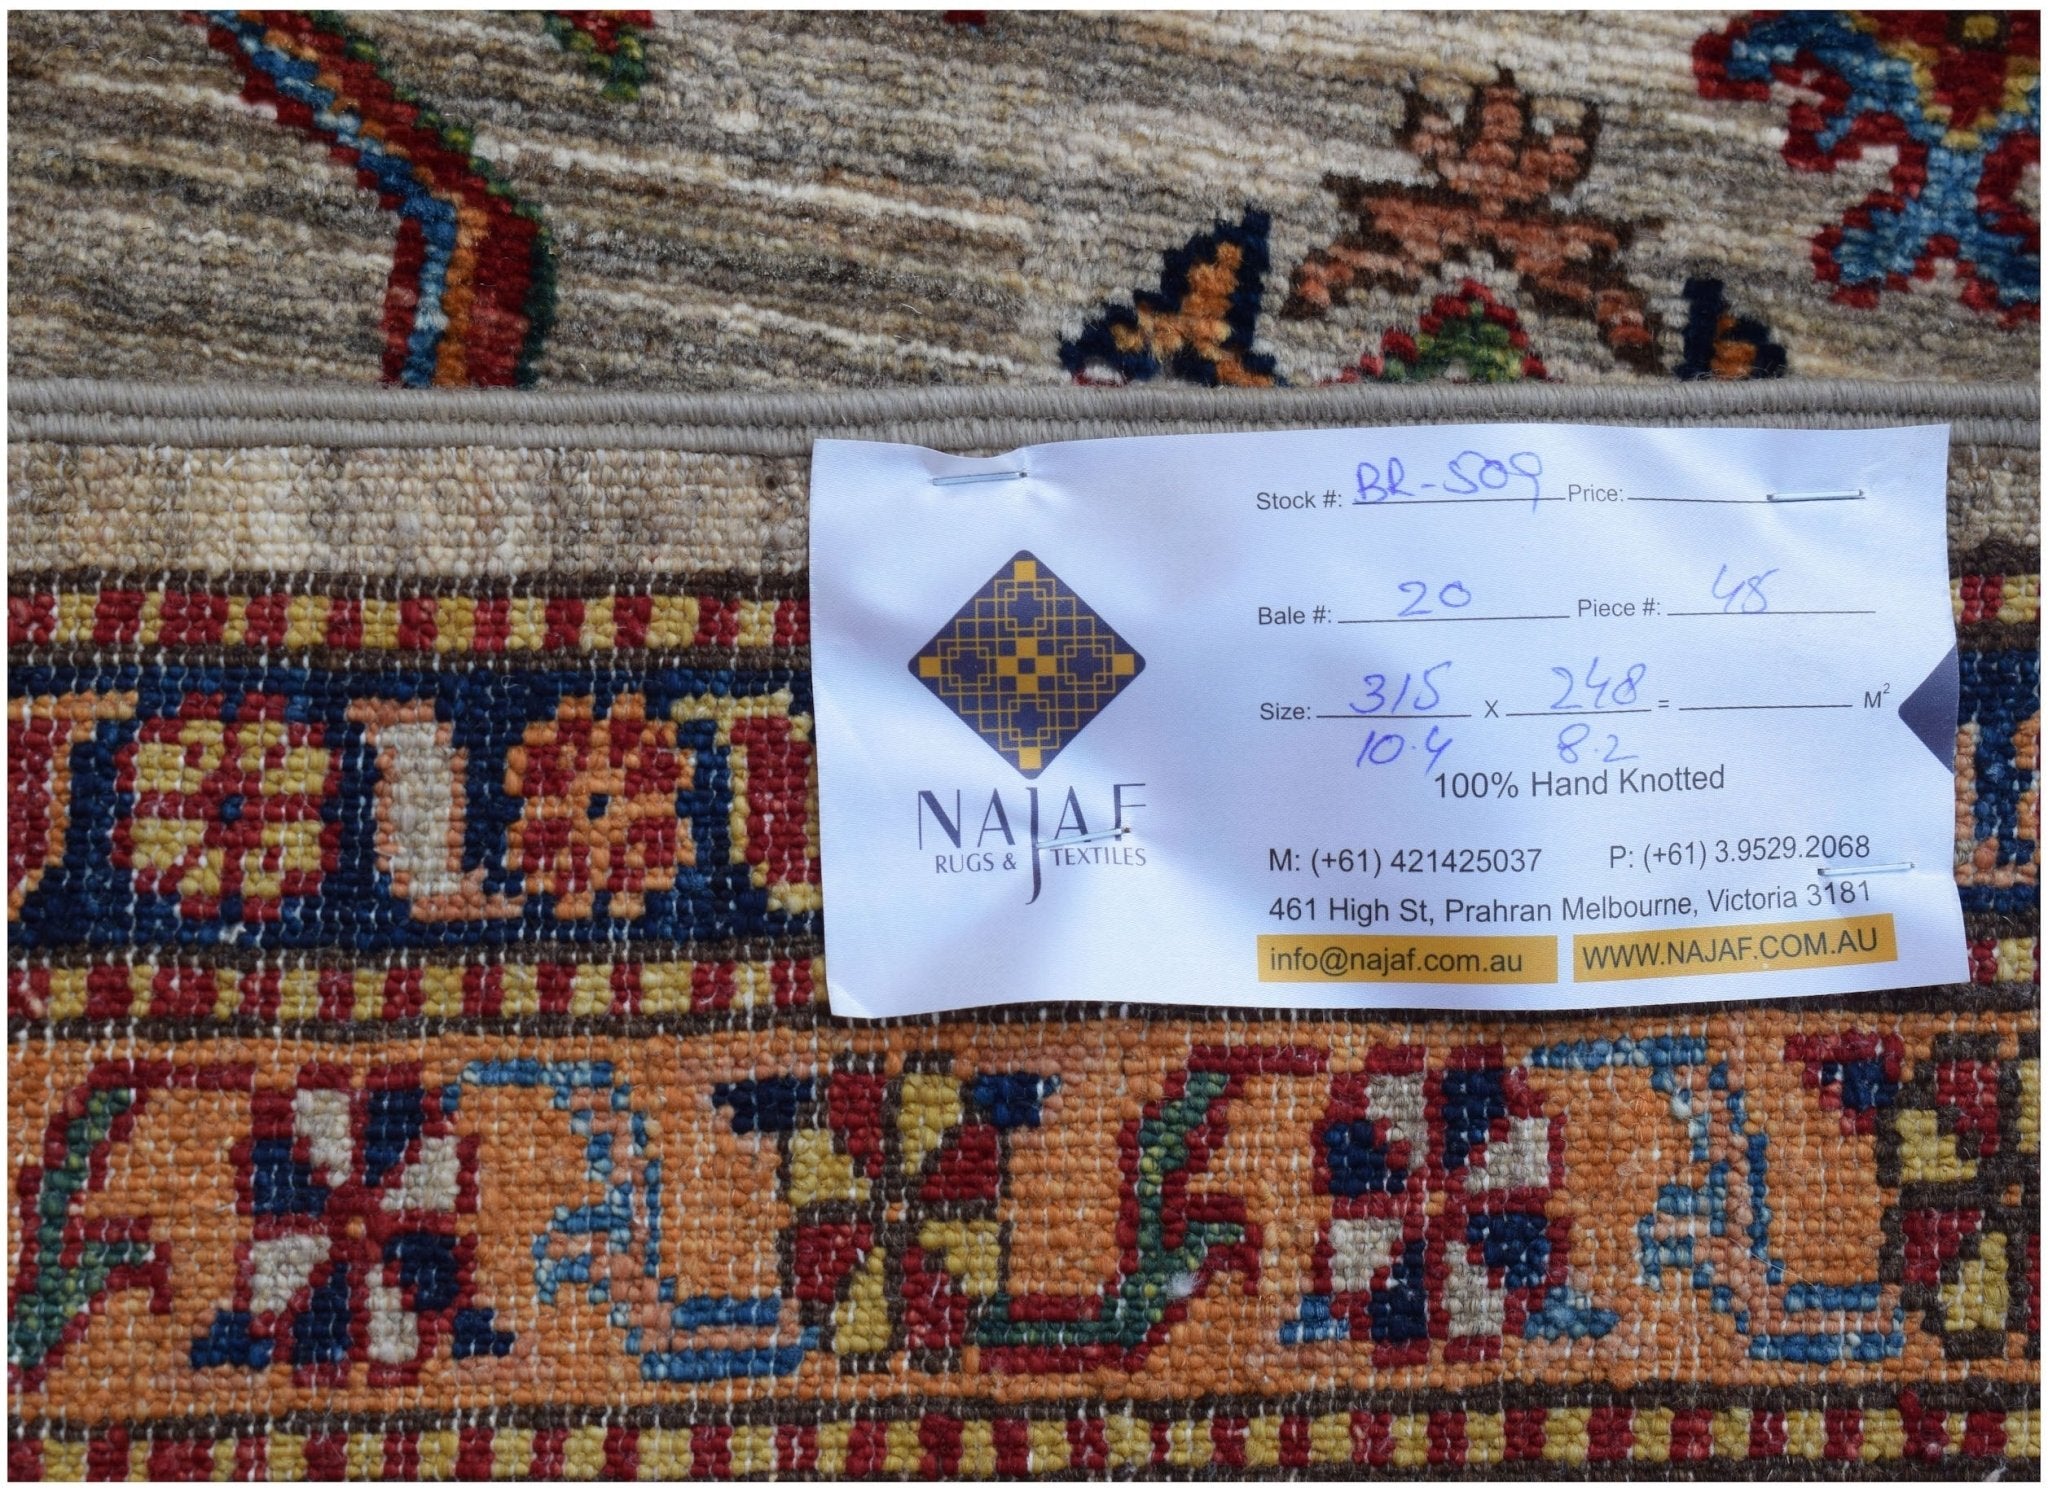 Stock #: BR-509 Price:
Bale #: 20 Piece #: 48
Size: 315 X 248 = M²
10.4 8.2
100% Hand Knotted
NAJAF
RUGS & TEXTILES
M: (+61) 421425037 P: (+61) 3.9529.2068
461 High St, Prahran Melbourne, Victoria 3181
info@najaf.com.au WWW.NAJAF.COM.AU